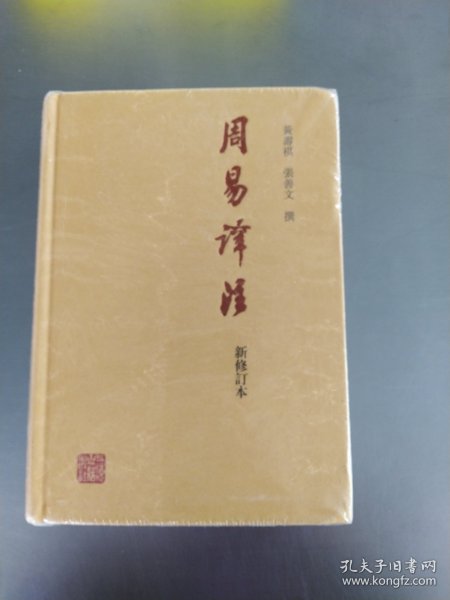 黃壽祺 張善文 撰
周易譯注
新修訂本
孔夫子旧书网
www.kongfz.com